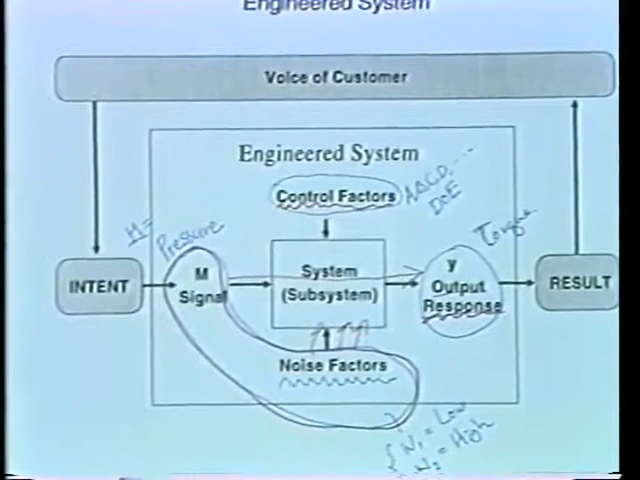 Engineered System
Voice of Customer
Engineered System
Control Factors
A,B,C,D, ...
DOE
M =
Pressure
Torque
INTENT
M
Signal
System
(Subsystem)
y
Output
Response
RESULT
Noise Factors
N₁ = Low
N₂ = High